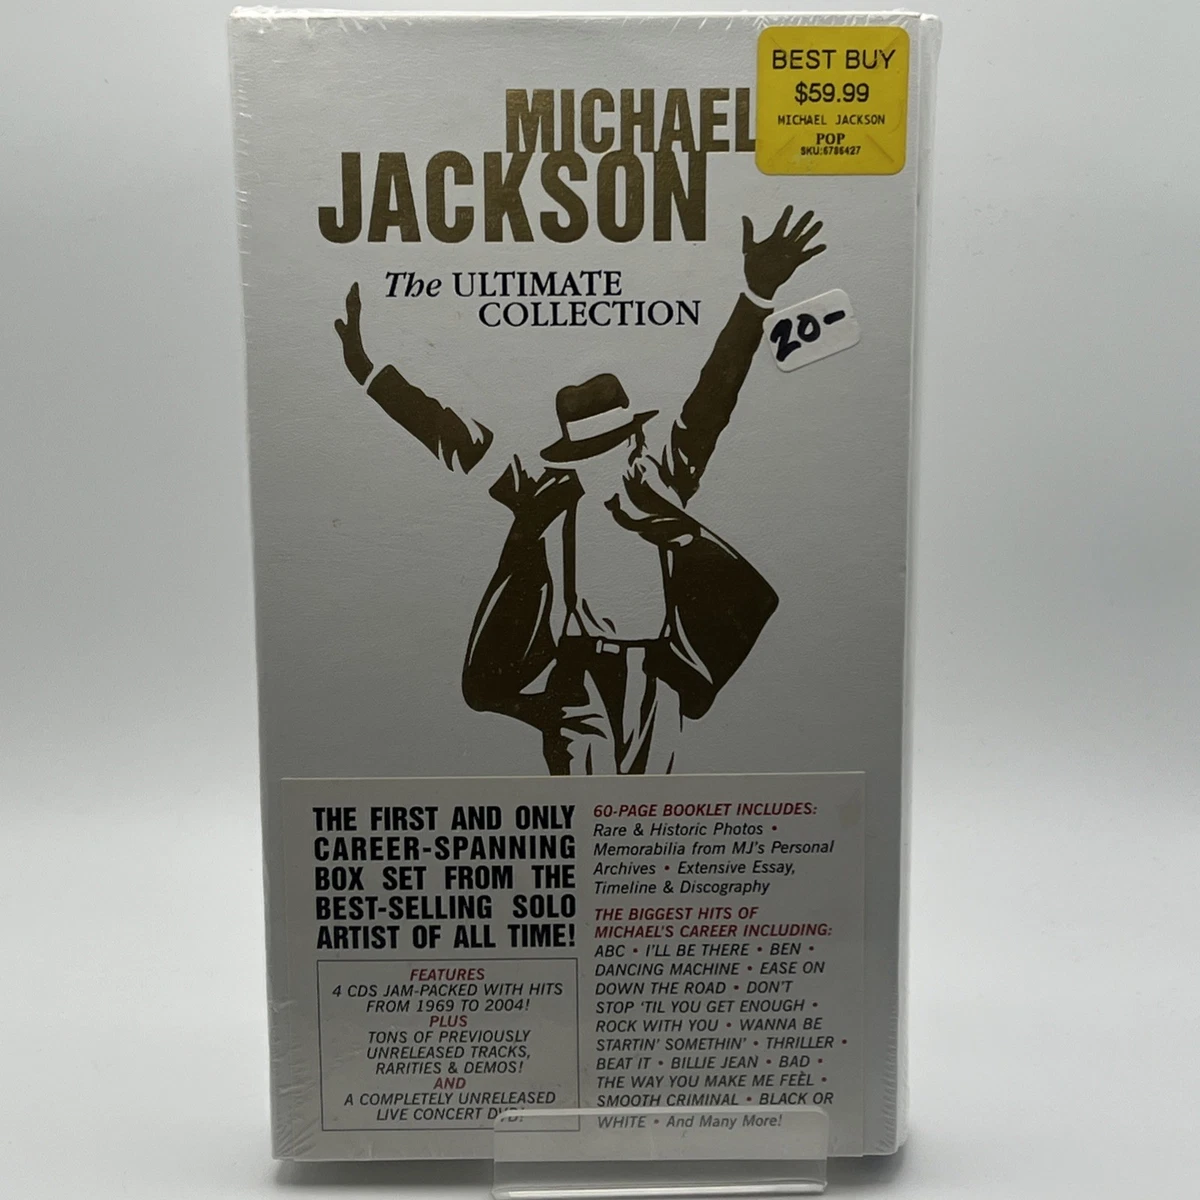 BEST BUY
$59.99
MICHAEL JACKSON
POP
SKU:6786427
MICHAEL
JACKSON
The ULTIMATE
COLLECTION
20-
THE FIRST AND ONLY
CAREER-SPANNING
BOX SET FROM THE
BEST-SELLING SOLO
ARTIST OF ALL TIME!
FEATURES
4 CDS JAM-PACKED WITH HITS
FROM 1969 TO 2004!
PLUS
TONS OF PREVIOUSLY
UNRELEASED TRACKS,
RARITIES & DEMOS!
AND
A COMPLETELY UNRELEASED
LIVE CONCERT DVD!
60-PAGE BOOKLET INCLUDES:
Rare & Historic Photos •
Memorabilia from MJ's Personal
Archives • Extensive Essay,
Timeline & Discography
THE BIGGEST HITS OF
MICHAEL'S CAREER INCLUDING:
ABC • I'LL BE THERE • BEN •
DANCING MACHINE • EASE ON
DOWN THE ROAD • DON'T
STOP 'TIL YOU GET ENOUGH •
ROCK WITH YOU • WANNA BE
STARTIN' SOMETHIN' • THRILLER •
BEAT IT • BILLIE JEAN • BAD •
THE WAY YOU MAKE ME FEEL •
SMOOTH CRIMINAL • BLACK OR
WHITE • And Many More!